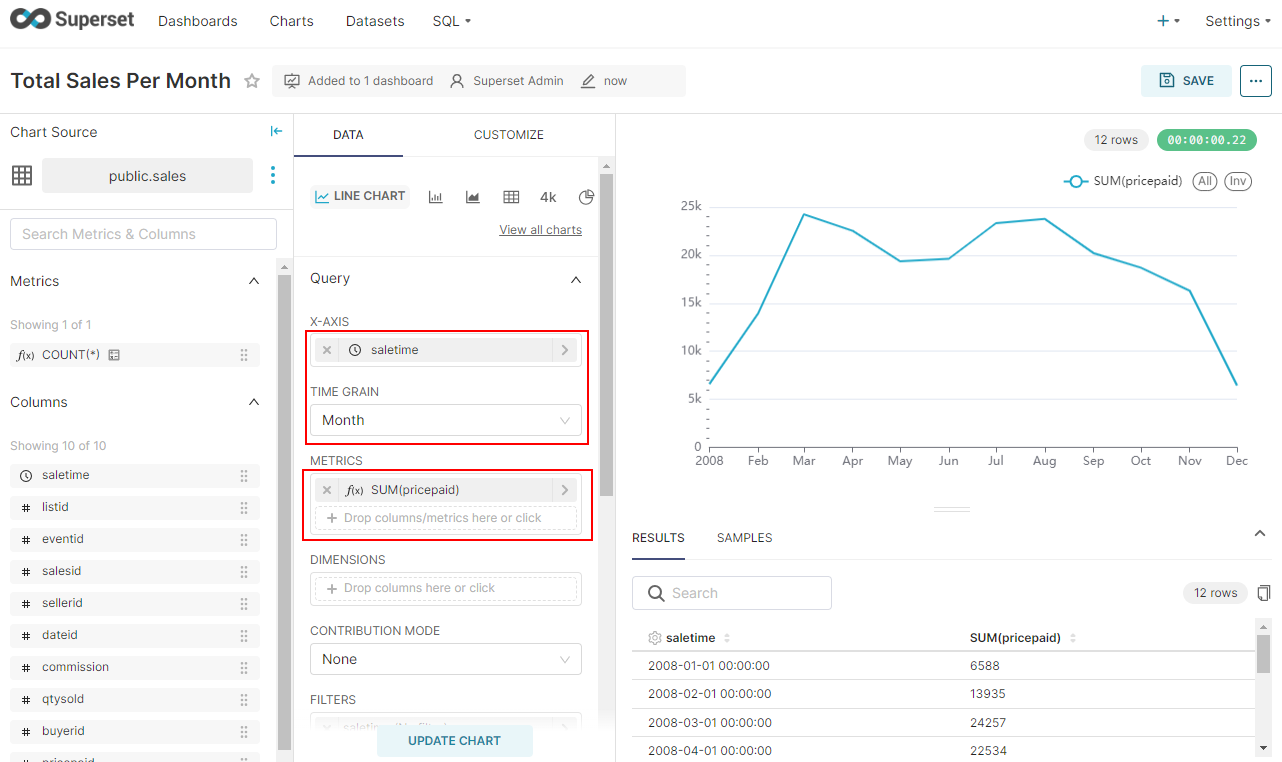 Superset
Dashboards
Charts
Datasets
SQL
+
Settings
Total Sales Per Month
Added to 1 dashboard
Superset Admin
now
SAVE
...
Chart Source
public.sales
Search Metrics & Columns
Metrics
Showing 1 of 1
f(x) COUNT(*)
Columns
Showing 10 of 10
saletime
# listid
# eventid
# salesid
# sellerid
# dateid
# commission
# qtysold
# buyerid
# pricepaid
DATA
CUSTOMIZE
LINE CHART
4k
View all charts
Query
X-AXIS
saletime
TIME GRAIN
Month
METRICS
f(x) SUM(pricepaid)
+ Drop columns/metrics here or click
DIMENSIONS
+ Drop columns here or click
CONTRIBUTION MODE
None
FILTERS
UPDATE CHART
12 rows
00:00:00.22
SUM(pricepaid)
All
Inv
25k
20k
15k
10k
5k
0
2008 Feb Mar Apr May Jun Jul Aug Sep Oct Nov Dec
RESULTS
SAMPLES
Search
12 rows
saletime SUM(pricepaid)
2008-01-01 00:00:00 6588
2008-02-01 00:00:00 13935
2008-03-01 00:00:00 24257
2008-04-01 00:00:00 22534